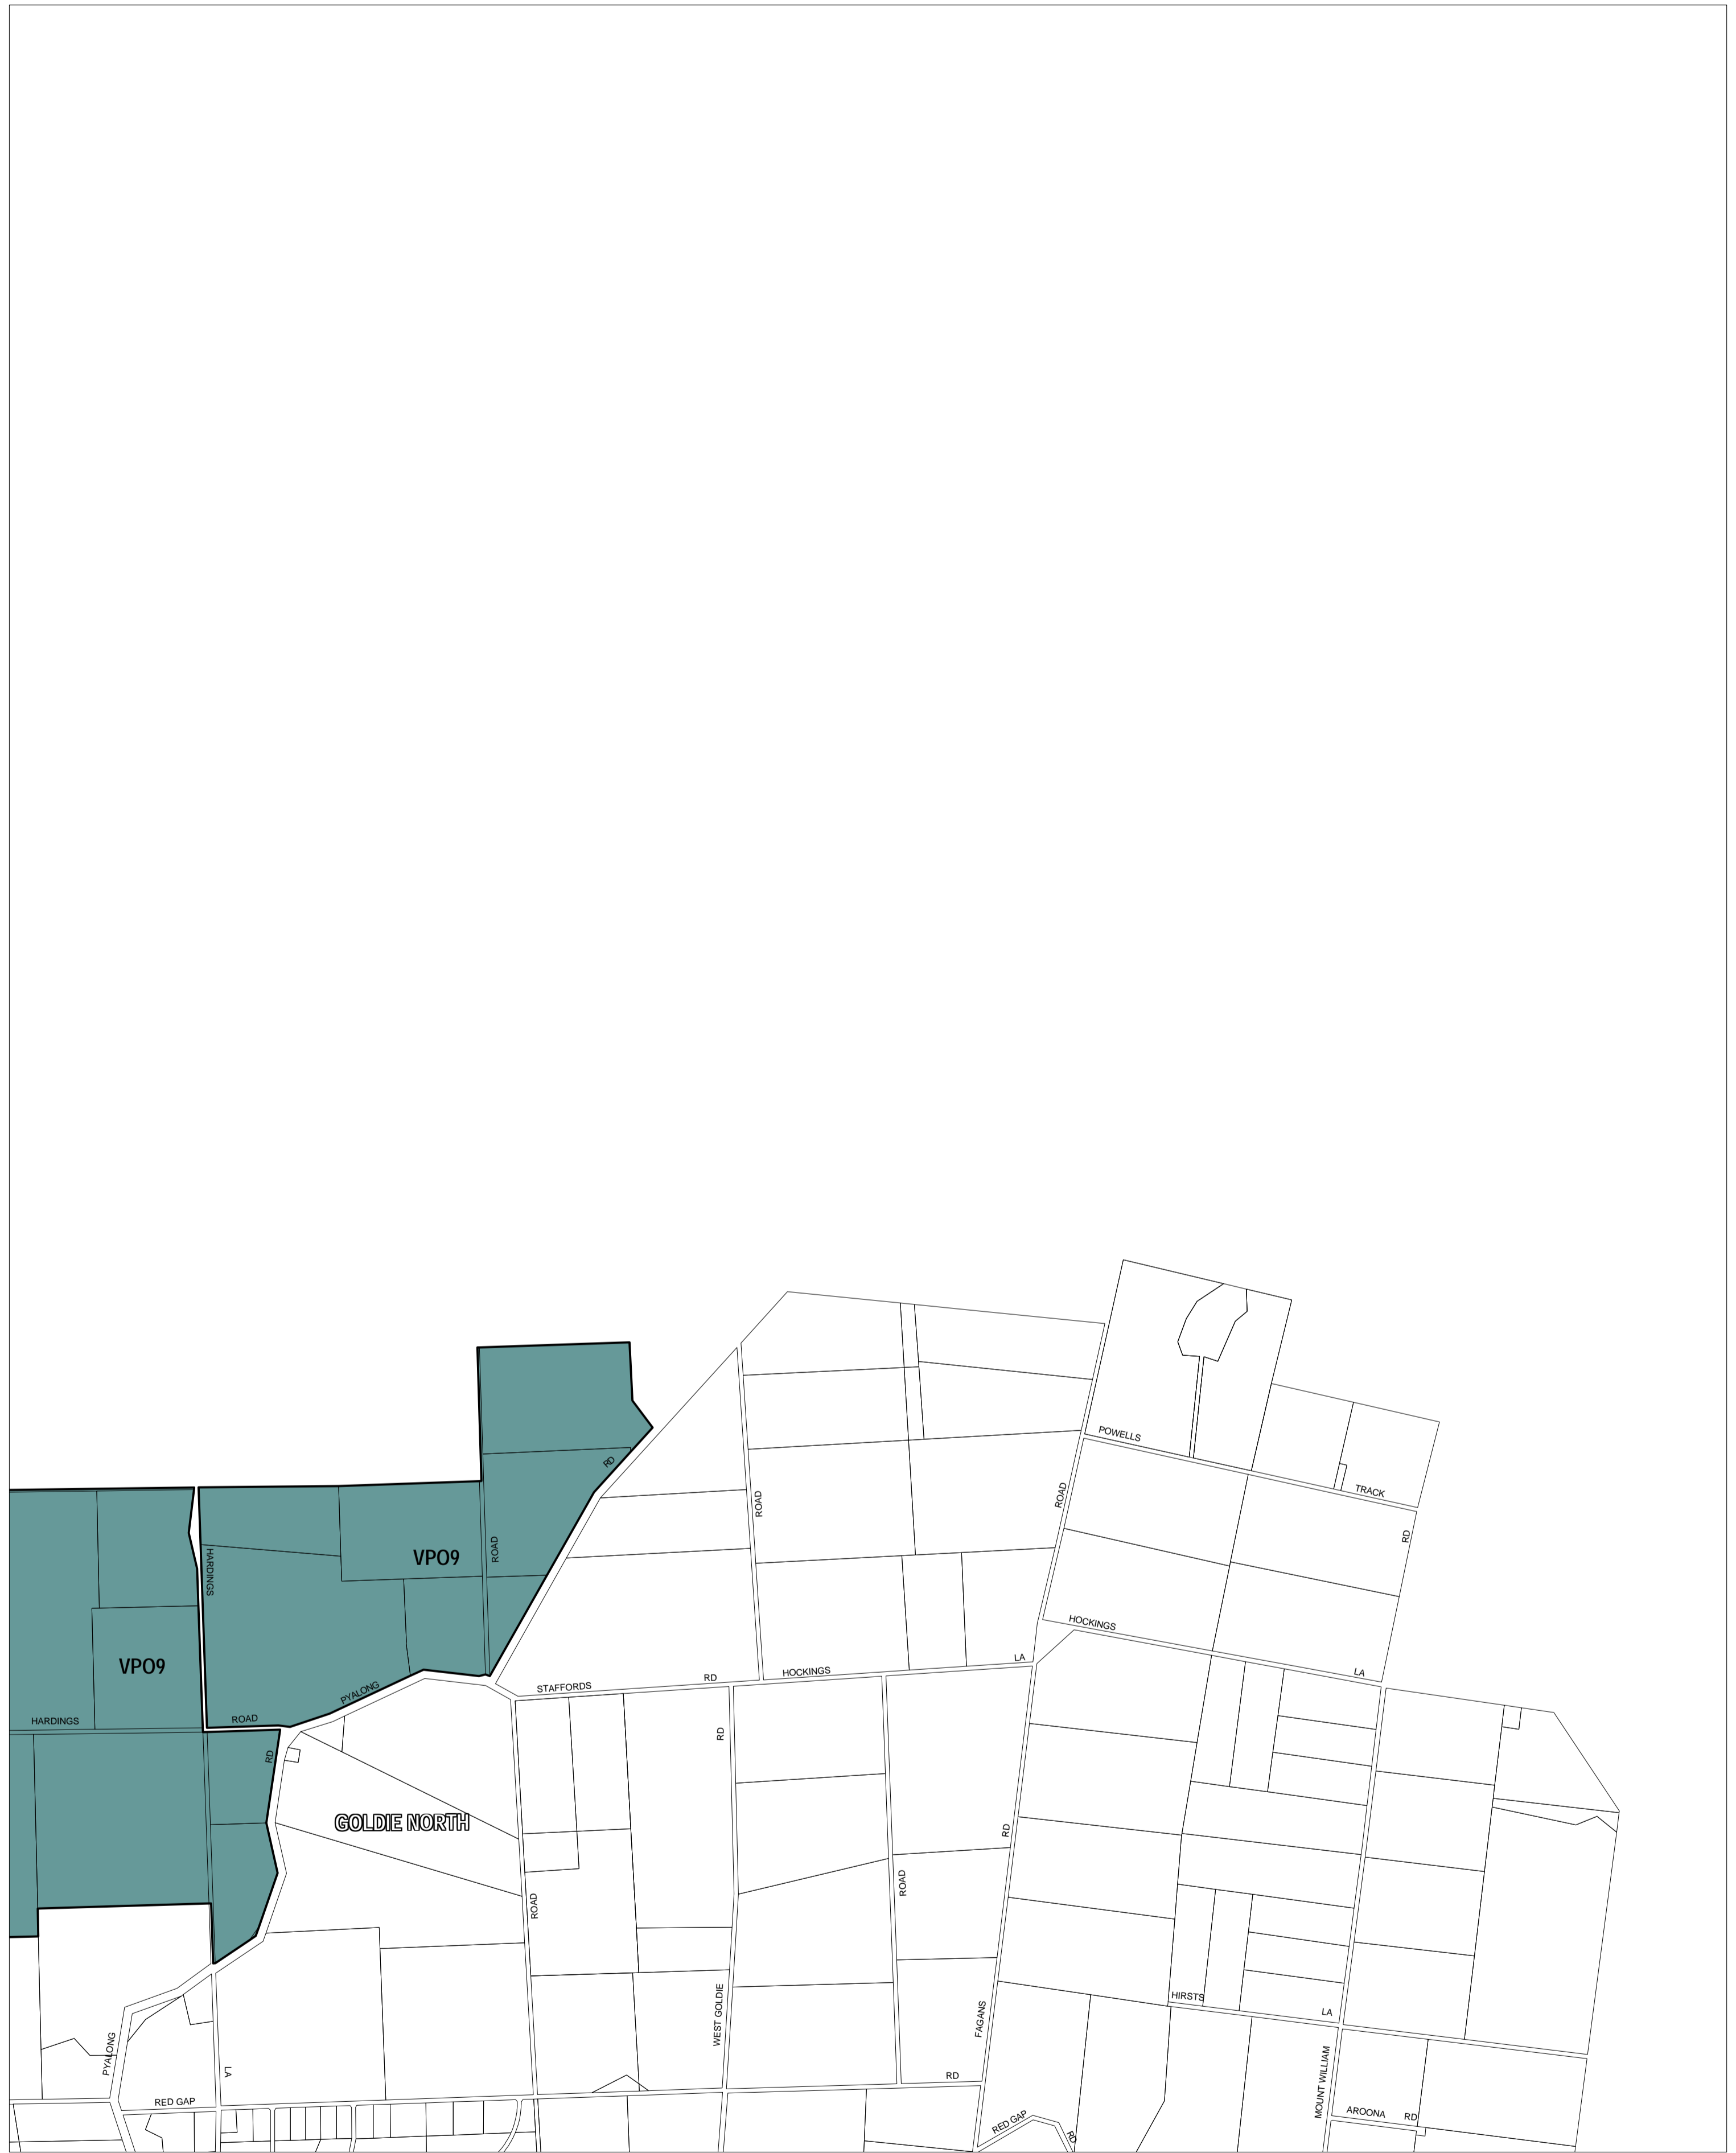 POWELLS
TRACK
RD
ROAD
ROAD
RD
ROAD
VPO9
HARDINGS
HOCKINGS
LA
LA
HOCKINGS
VPO9
RD
STAFFORDS
PYALONG
ROAD
HARDINGS
RD
RD
GOLDIE NORTH
RD
ROAD
ROAD
HIRSTS
LA
WEST GOLDIE
FAGANS
MOUNT WILLIAM
PYALONG
LA
RD
RED GAP
AROONA RD
RED GAP
RD